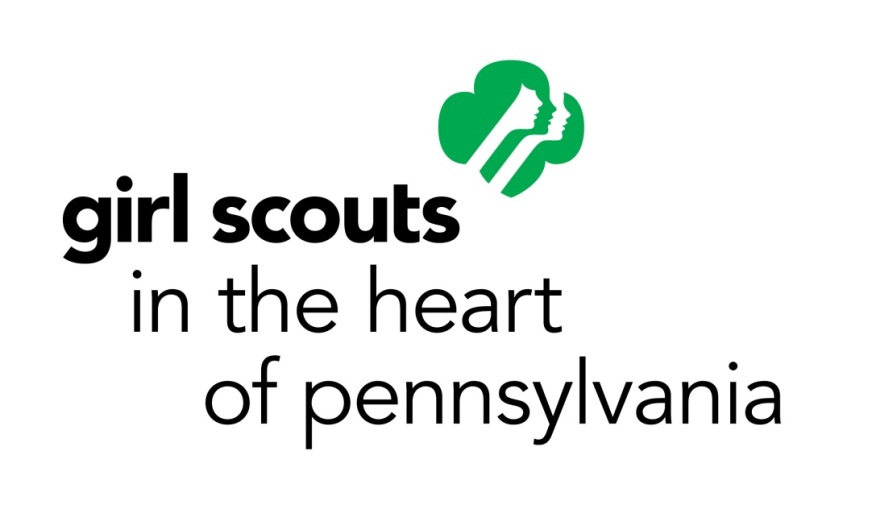 girl scouts
in the heart
of pennsylvania